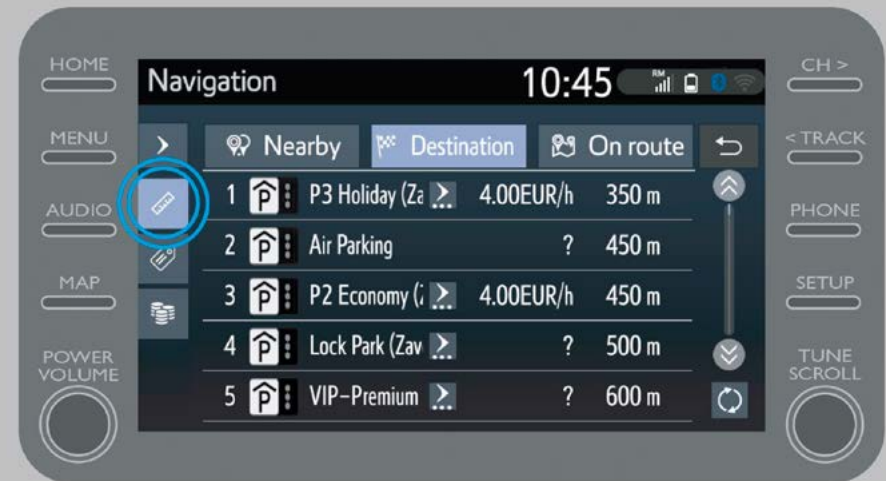 HOME
MENU
AUDIO
MAP
POWER
VOLUME
Navigation 10:45 RM
Nearby Destination On route
1 P P3 Holiday (Za 4.00EUR/h 350 m
2 P Air Parking ? 450 m
3 P P2 Economy ( 4.00EUR/h 450 m
4 P Lock Park (Zav ? 500 m
5 P VIP-Premium ? 600 m
CH >
< TRACK
PHONE
SETUP
TUNE
SCROLL